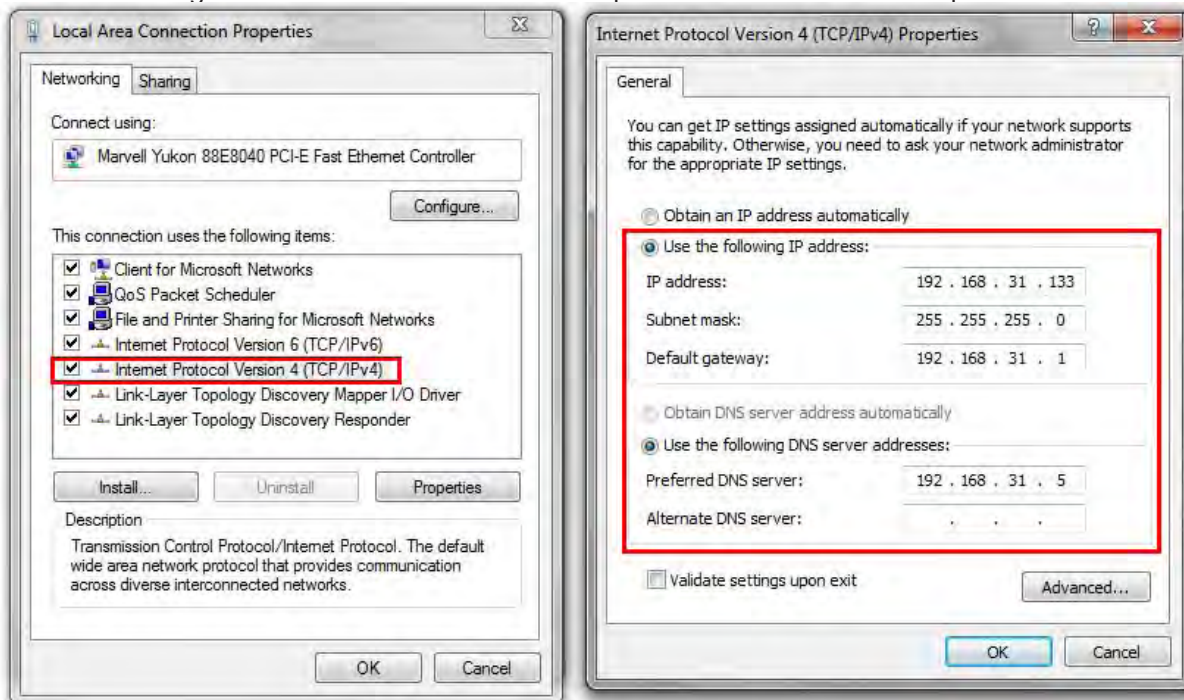 Local Area Connection Properties
Networking
Sharing
Connect using:
Marvell Yukon 88E8040 PCI-E Fast Ethernet Controller
Configure...
This connection uses the following items:
Client for Microsoft Networks
QoS Packet Scheduler
File and Printer Sharing for Microsoft Networks
Internet Protocol Version 6 (TCP/IPv6)
Internet Protocol Version 4 (TCP/IPv4)
Link-Layer Topology Discovery Mapper I/O Driver
Link-Layer Topology Discovery Responder
Install...
Uninstall
Properties
Description
Transmission Control Protocol/Internet Protocol. The default
wide area network protocol that provides communication
across diverse interconnected networks.
OK
Cancel
Internet Protocol Version 4 (TCP/IPv4) Properties
General
You can get IP settings assigned automatically if your network supports
this capability. Otherwise, you need to ask your network administrator
for the appropriate IP settings.
Obtain an IP address automatically
Use the following IP address:
IP address: 192 . 168 . 31 . 133
Subnet mask: 255 . 255 . 255 . 0
Default gateway: 192 . 168 . 31 . 1
Obtain DNS server address automatically
Use the following DNS server addresses:
Preferred DNS server: 192 . 168 . 31 . 5
Alternate DNS server: . . .
Validate settings upon exit
Advanced...
OK
Cancel